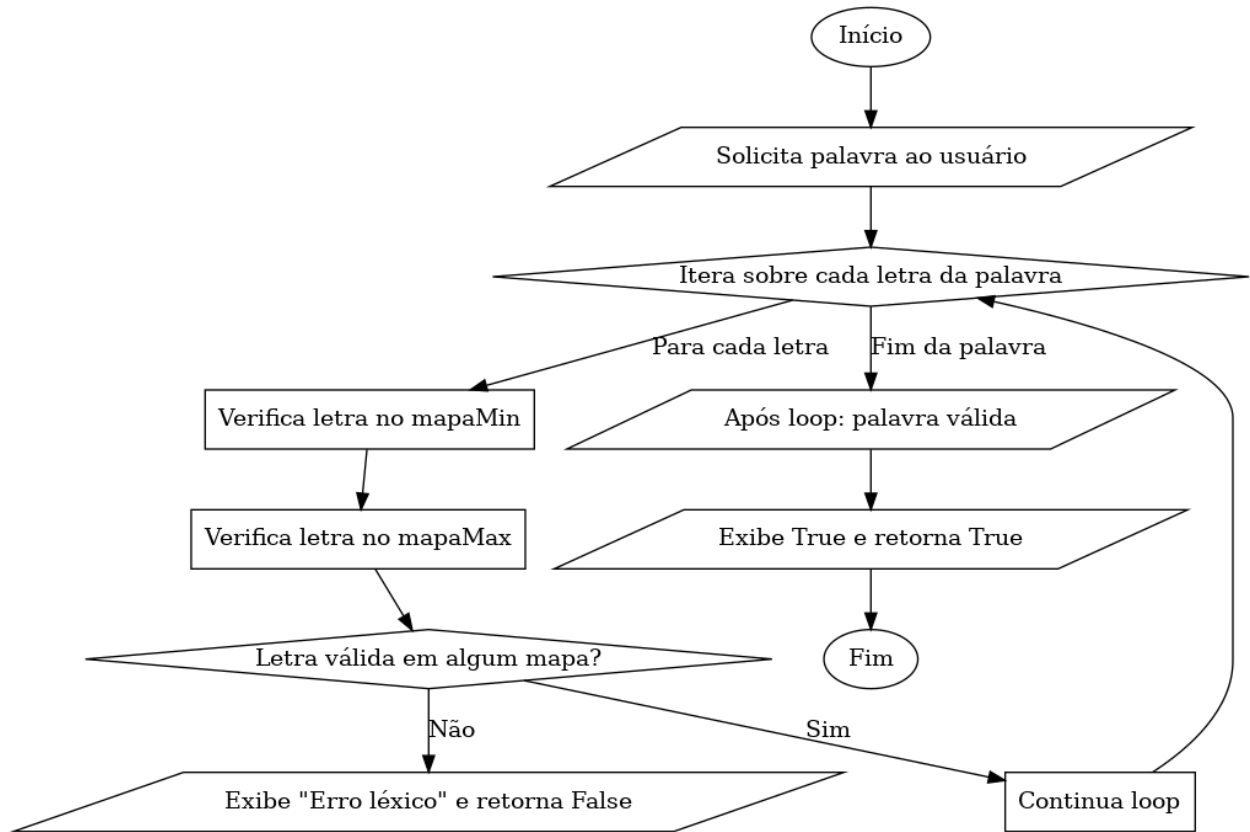 Início
Solicita palavra ao usuário
Itera sobre cada letra da palavra
Para cada letra
Fim da palavra
Verifica letra no mapaMin
Após loop: palavra válida
Verifica letra no mapaMax
Exibe True e retorna True
Letra válida em algum mapa?
Fim
Não
Sim
Exibe "Erro léxico" e retorna False
Continua loop